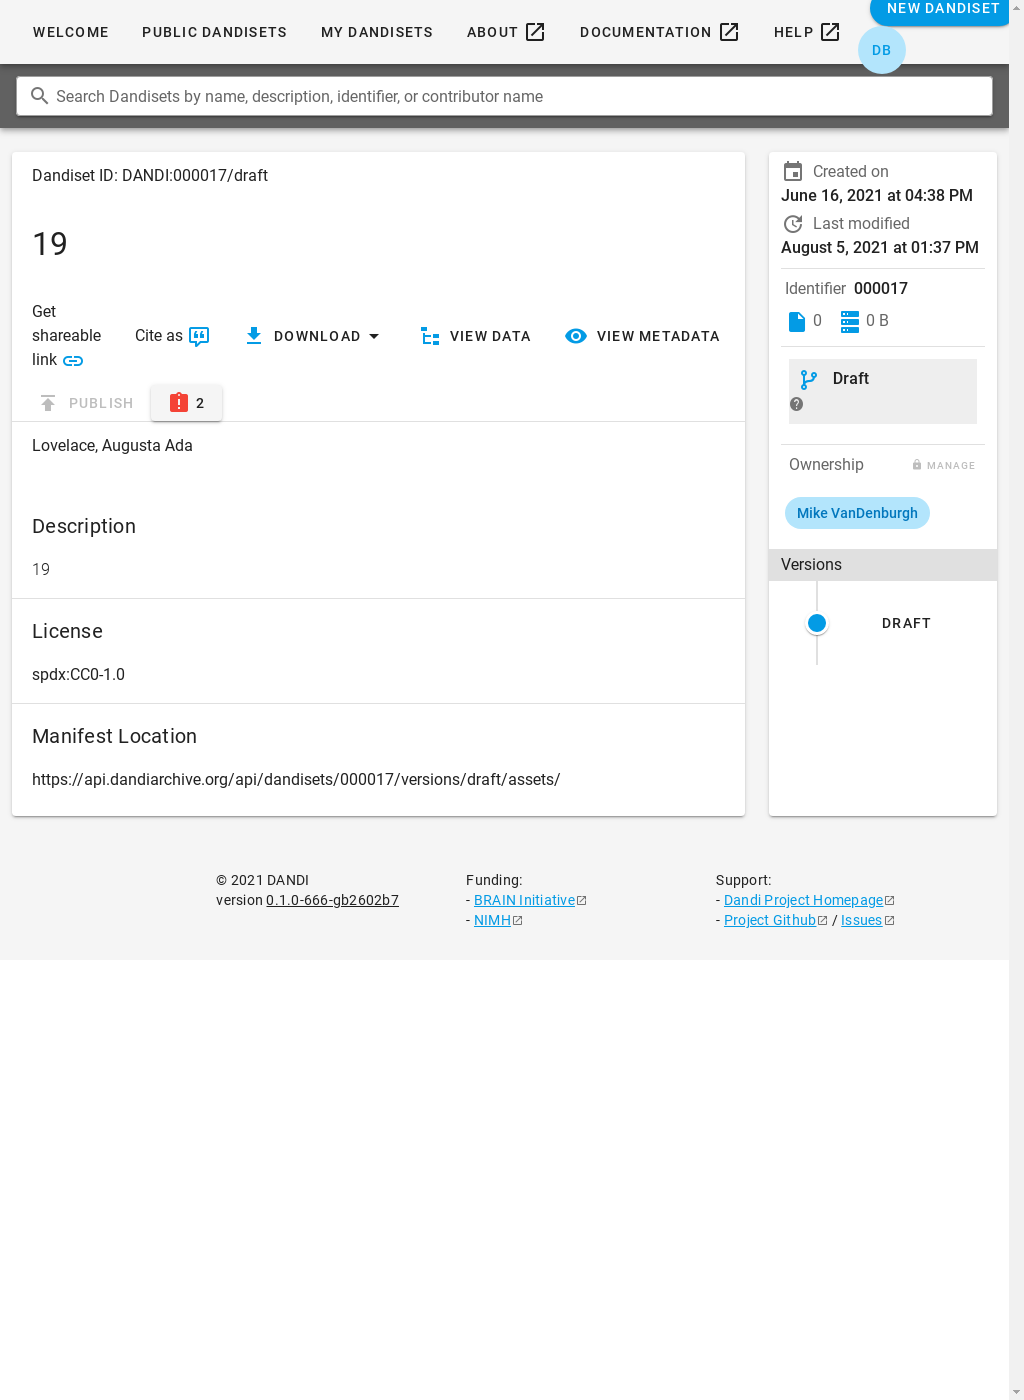 WELCOME PUBLIC DANDISETS MY DANDISETS ABOUT DOCUMENTATION HELP NEW DANDISET
DB
Search Dandisets by name, description, identifier, or contributor name
Dandiset ID: DANDI:000017/draft
19
Get
shareable
link
Cite as DOWNLOAD VIEW DATA VIEW METADATA
PUBLISH 2
Lovelace, Augusta Ada
Description
19
License
spdx:CC0-1.0
Manifest Location
https://api.dandiarchive.org/api/dandisets/000017/versions/draft/assets/
Created on
June 16, 2021 at 04:38 PM
Last modified
August 5, 2021 at 01:37 PM
Identifier 000017
0 0 B
Draft
Ownership MANAGE
Mike VanDenburgh
Versions
DRAFT
© 2021 DANDI
version 0.1.0-666-gb2602b7
Funding:
- BRAIN Initiative
- NIMH
Support:
- Dandi Project Homepage
- Project Github / Issues